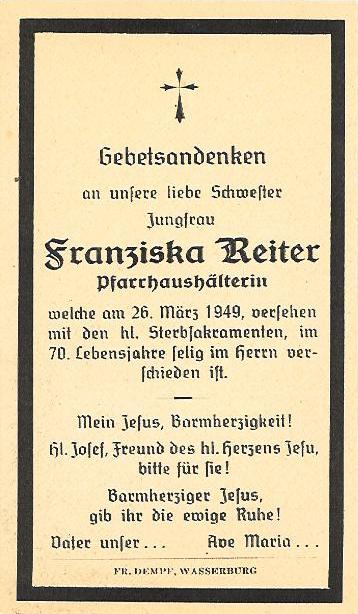 Gebetsandenken
an unsere liebe Schwester
Jungfrau
Franziska Reiter
Pfarrhaushälterin
welche am 26. März 1949, versehen
mit den hl. Sterbsakramenten, im
70. Lebensjahre selig im Herrn ver-
schieden ist.
Mein Jesus, Barmherzigkeit!
Hl. Josef, Freund des hl. Herzens Jesu,
bitte für sie!
Barmherziger Jesus,
gib ihr die ewige Ruhe!
Vater unser... Ave Maria...
FR. DEMPF, WASSERBURG